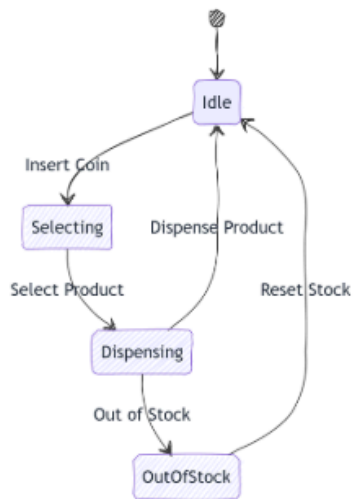 Idle
Insert Coin
Selecting
Dispense Product
Select Product
Reset Stock
Dispensing
Out of Stock
OutOfStock